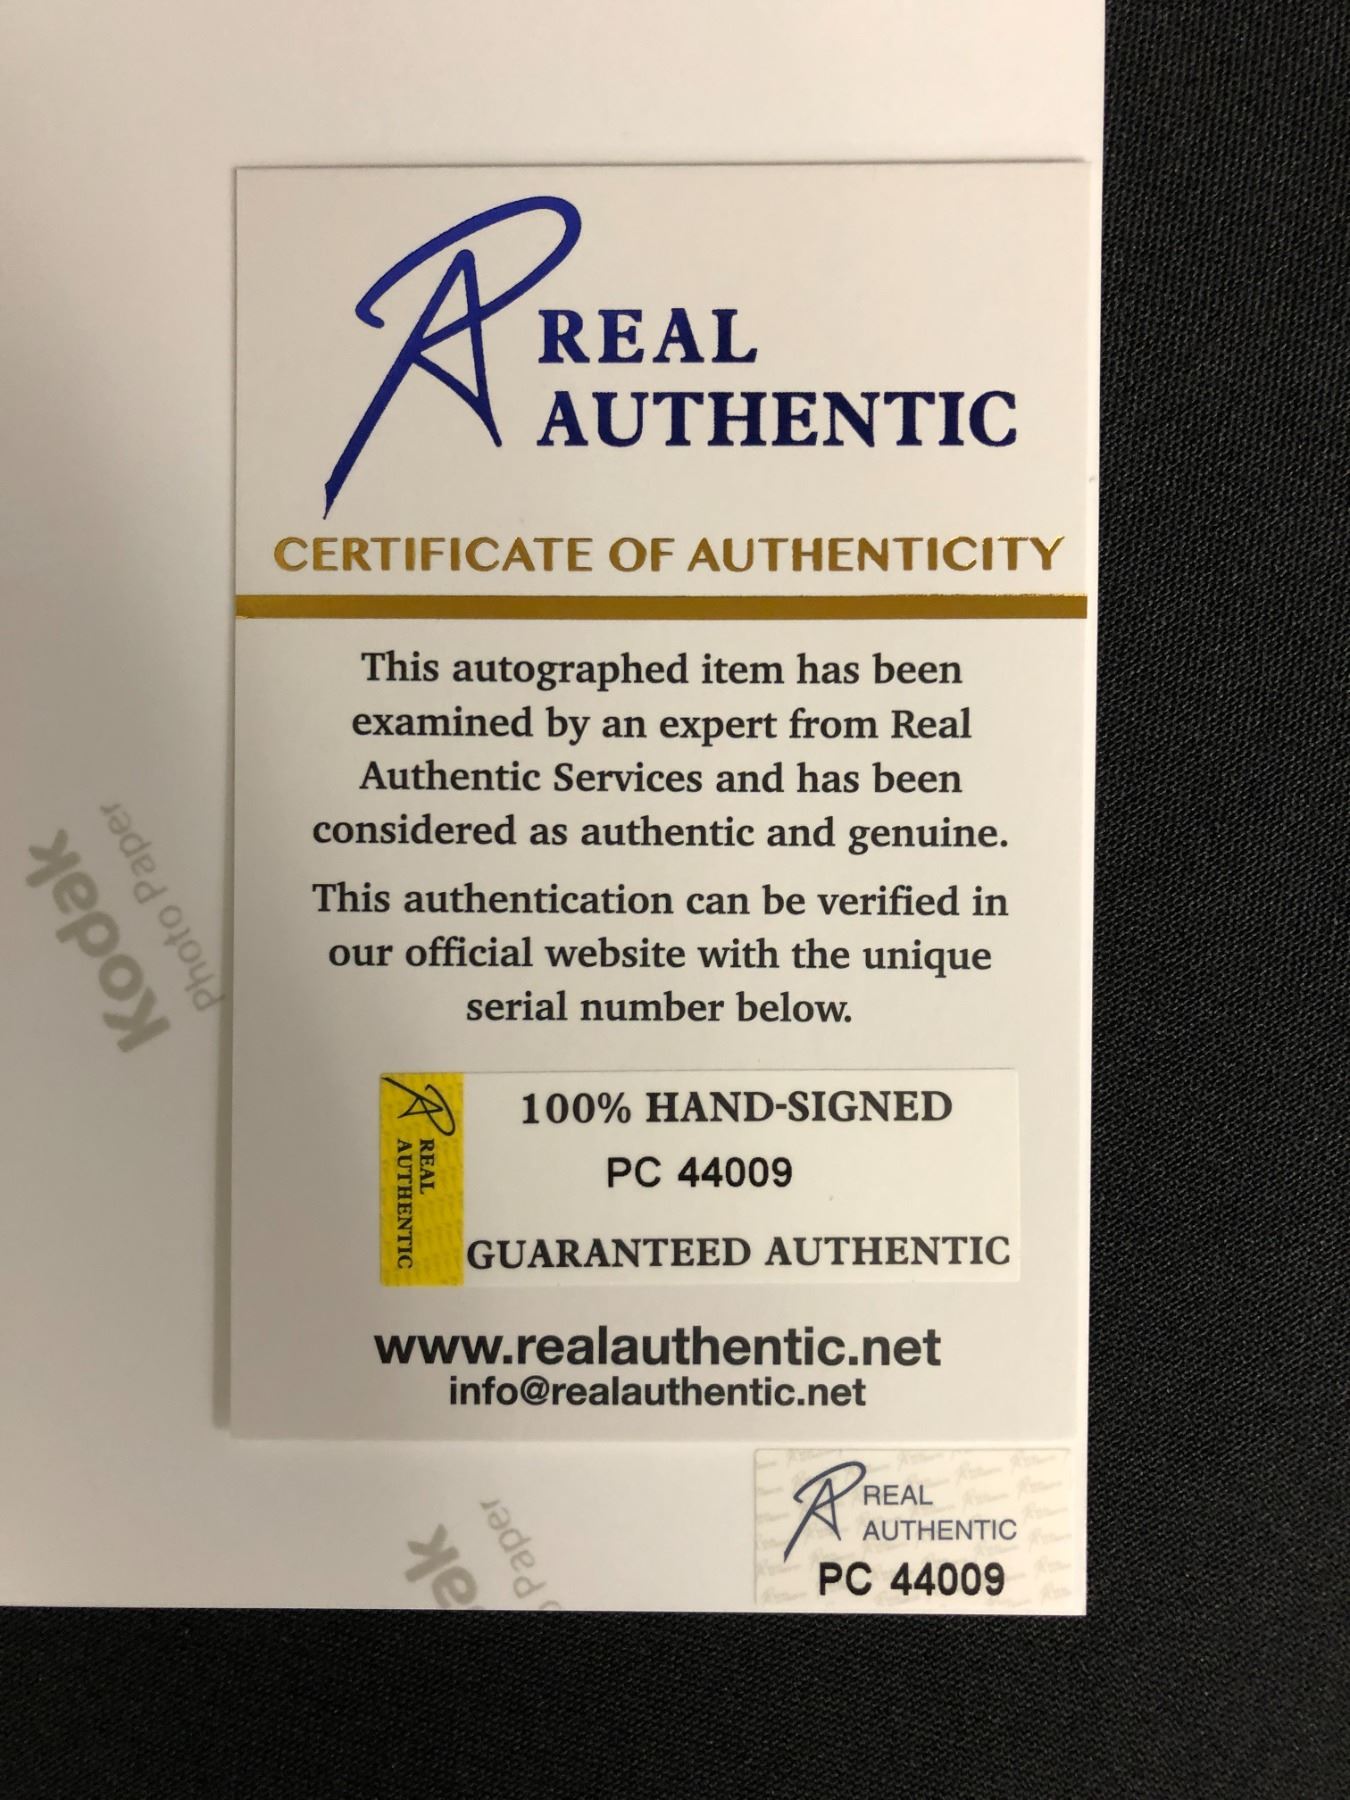 REAL
AUTHENTIC
CERTIFICATE OF AUTHENTICITY
This autographed item has been
examined by an expert from Real
Authentic Services and has been
considered as authentic and genuine.
This authentication can be verified in
our official website with the unique
serial number below.
REAL
AUTHENTIC
100% HAND-SIGNED
PC 44009
GUARANTEED AUTHENTIC
www.realauthentic.net
info@realauthentic.net
REAL
AUTHENTIC
PC 44009
Kodak
Photo Paper
ak
Paper